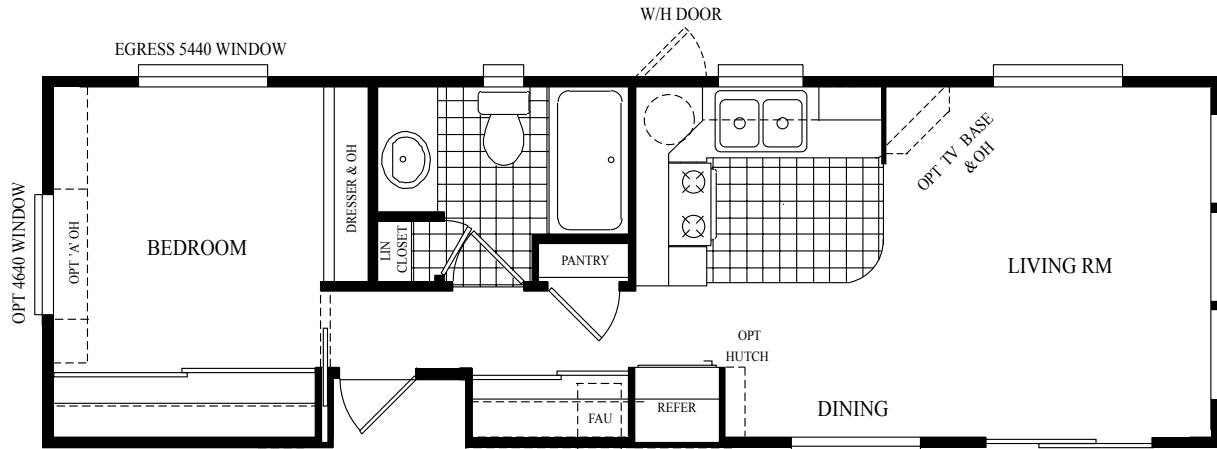 W/H DOOR
EGRESS 5440 WINDOW
OPT 4640 WINDOW
OPT 'A' OH
BEDROOM
DRESSER & OH
LIN
CLOSET
PANTRY
OPT TV BASE
& OH
LIVING RM
OPT
HUTCH
FAU
REFER
DINING